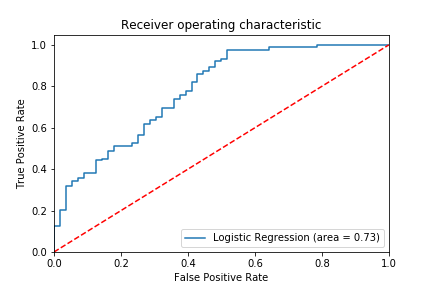 Receiver operating characteristic
True Positive Rate
1.0
0.8
0.6
0.4
0.2
0.0
Logistic Regression (area = 0.73)
0.0 0.2 0.4 0.6 0.8 1.0
False Positive Rate